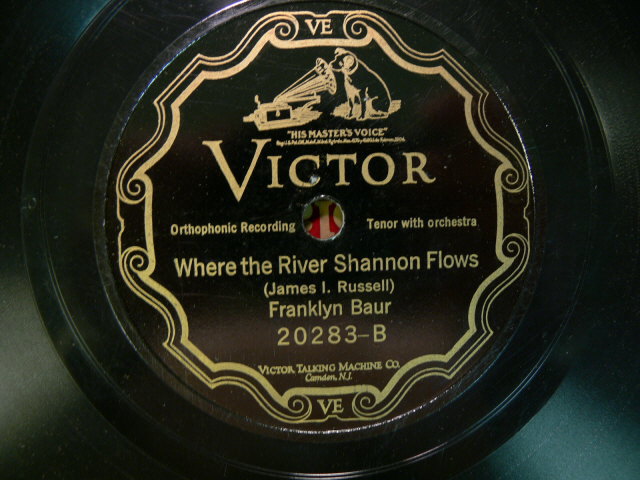 VE
"HIS MASTER'S VOICE"
VICTOR
Orthophonic Recording Tenor with orchestra
Where the River Shannon Flows
(James I. Russell)
Franklyn Baur
20283-B
VICTOR TALKING MACHINE CO.
Camden, N.J.
VE